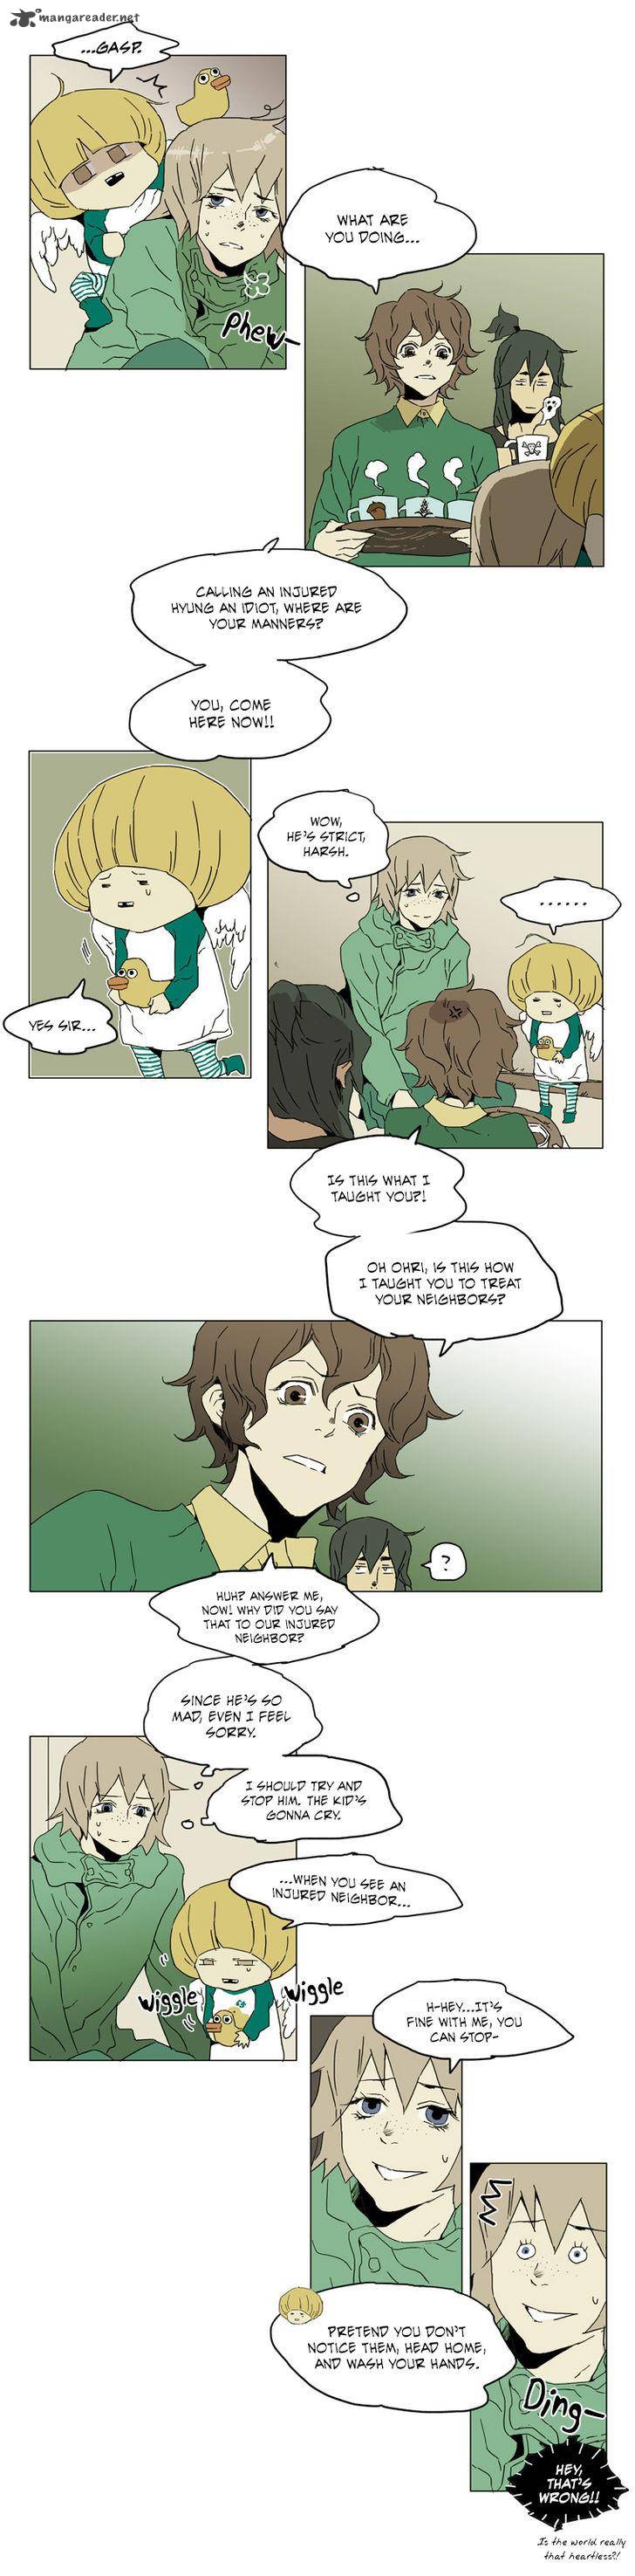 mangareader.net
...GASP.
Phew-
WHAT ARE
YOU DOING...
CALLING AN INJURED
HYUNG AN IDIOT, WHERE ARE
YOUR MANNERS?
YOU, COME
HERE NOW!!
YES SIR...
WOW,
HE'S STRICT,
HARSH.
......
IS THIS WHAT I
TAUGHT YOU?!
OH OHRI, IS THIS HOW
I TAUGHT YOU TO TREAT
YOUR NEIGHBORS?
?
HUH? ANSWER ME,
NOW! WHY DID YOU SAY
THAT TO OUR INJURED
NEIGHBOR?
SINCE HE'S SO
MAD, EVEN I FEEL
SORRY.
I SHOULD TRY AND
STOP HIM. THE KID'S
GONNA CRY.
...WHEN YOU SEE AN
INJURED NEIGHBOR...
wiggle
wiggle
H-HEY...IT'S
FINE WITH ME, YOU
CAN STOP-
PRETEND YOU DON'T
NOTICE THEM, HEAD HOME,
AND WASH YOUR HANDS.
Ding-
HEY,
THAT'S
WRONG!!
Is the world really
that heartless?!